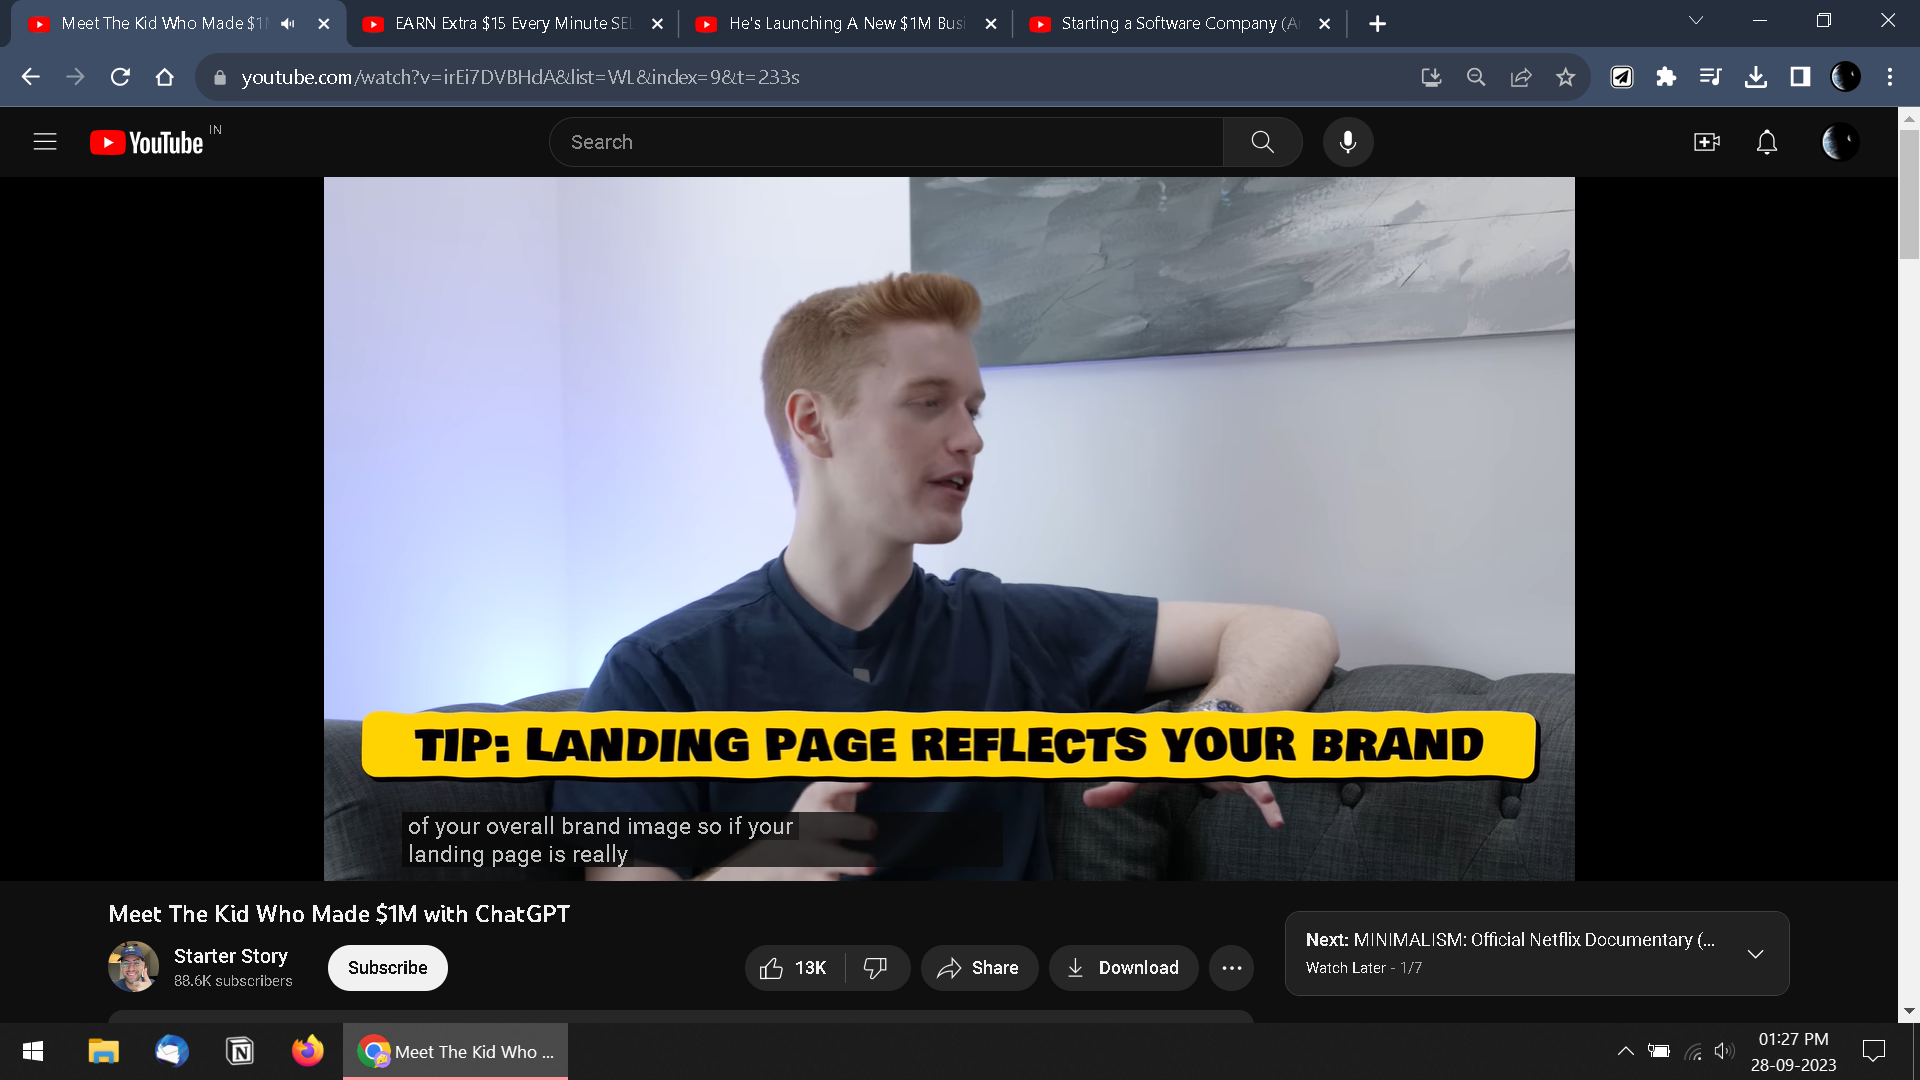 Meet The Kid Who Made $1M
EARN Extra $15 Every Minute SEL
He's Launching A New $1M Busi
Starting a Software Company (A
youtube.com/watch?v=irEi7DVBHdA&list=WL&index=9&t=233s
YouTube IN
Search
TIP: LANDING PAGE REFLECTS YOUR BRAND
of your overall brand image so if your
landing page is really
Meet The Kid Who Made $1M with ChatGPT
Starter Story
88.6K subscribers
Subscribe
13K
Share
Download
Next: MINIMALISM: Official Netflix Documentary (...
Watch Later - 1/7
Meet The Kid Who ...
01:27 PM
28-09-2023